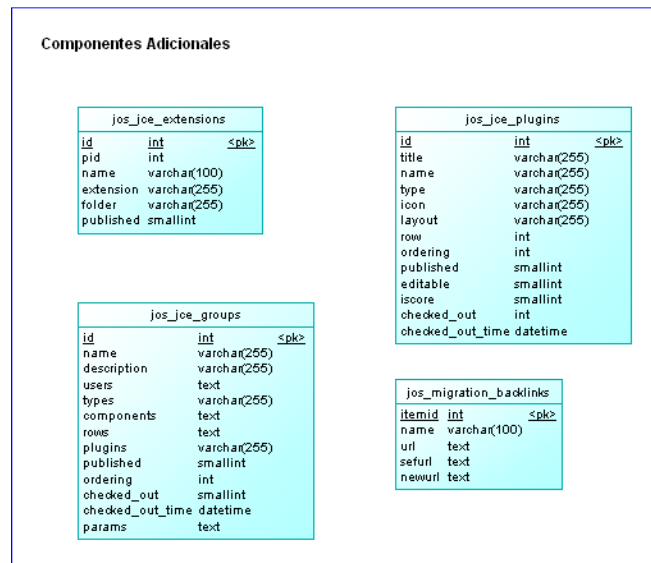 Componentes Adicionales
jos_jce_extensions
id int <pk>
pid int
name varchar(100)
extension varchar(255)
folder varchar(255)
published smallint
jos_jce_plugins
id int <pk>
title varchar(255)
name varchar(255)
type varchar(255)
icon varchar(255)
layout varchar(255)
row int
ordering int
published smallint
editable smallint
iscore smallint
checked_out int
checked_out_time datetime
jos_jce_groups
id int <pk>
name varchar(255)
description varchar(255)
users text
types varchar(255)
components text
rows text
plugins varchar(255)
published smallint
ordering int
checked_out smallint
checked_out_time datetime
params text
jos_migration_backlinks
itemid int <pk>
name varchar(100)
url text
sefurl text
newurl text